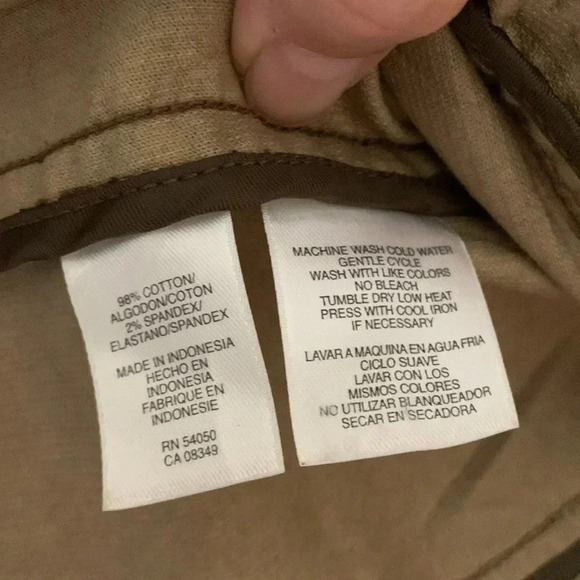 98% COTTON/
ALGODON/COTON
2% SPANDEX/
ELASTANO/SPANDEX
MADE IN INDONESIA
HECHO EN
INDONESIA
FABRIQUE EN
INDONESIE
RN 54050
CA 08349
MACHINE WASH COLD WATER
GENTLE CYCLE
WASH WITH LIKE COLORS
NO BLEACH
TUMBLE DRY LOW HEAT
PRESS WITH COOL IRON
IF NECESSARY
LAVAR A MAQUINA EN AGUA FRIA
CICLO SUAVE
LAVAR CON LOS
MISMOS COLORES
NO UTILIZAR BLANQUEADOR
SECAR EN SECADORA